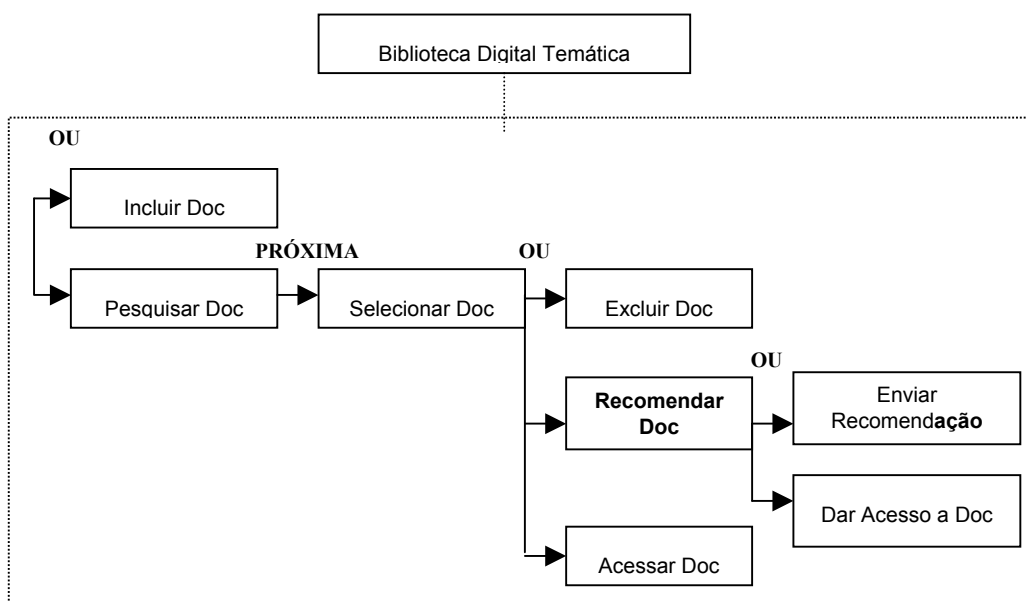 Biblioteca Digital Temática
OU
Incluir Doc
PRÓXIMA
OU
Pesquisar Doc
Selecionar Doc
Excluir Doc
OU
Recomendar
Doc
Enviar
Recomendação
Dar Acesso a Doc
Acessar Doc